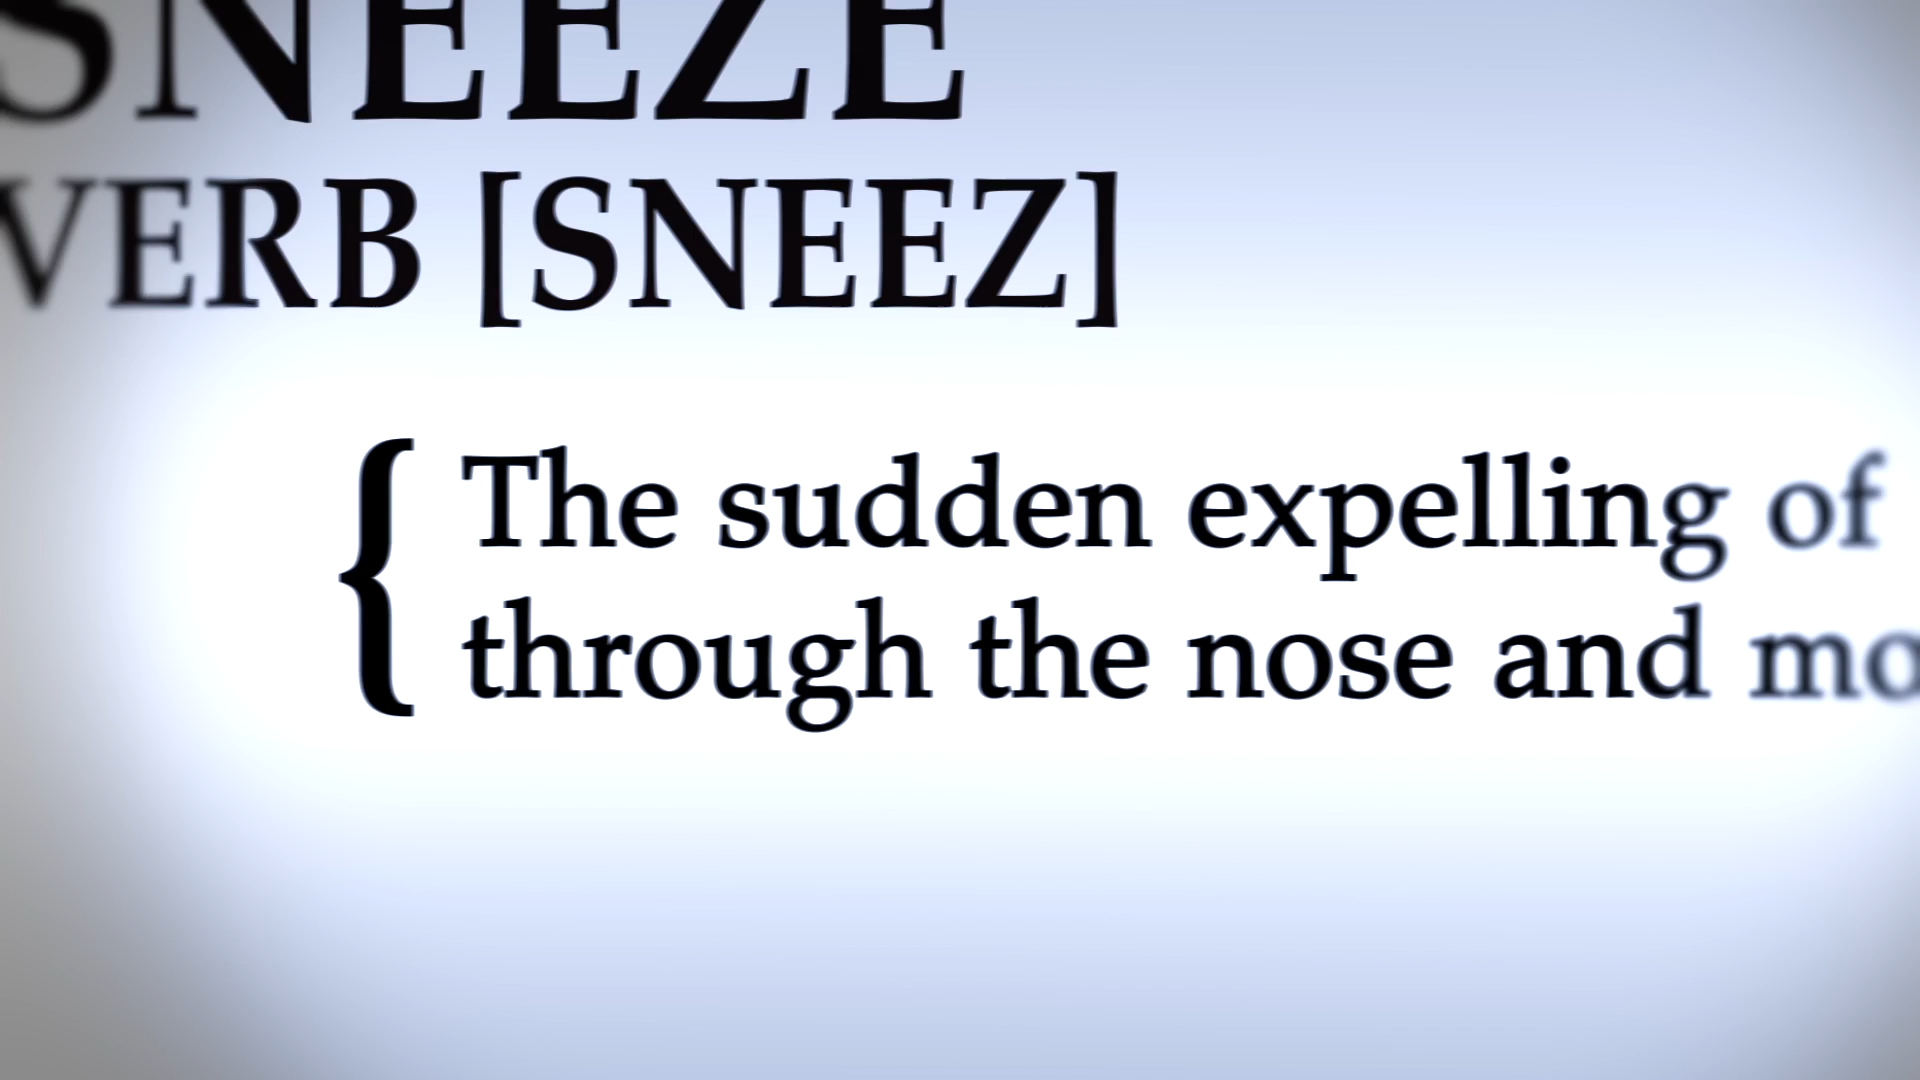 SNEEZE
VERB [SNEEZ]
{ The sudden expelling of
through the nose and